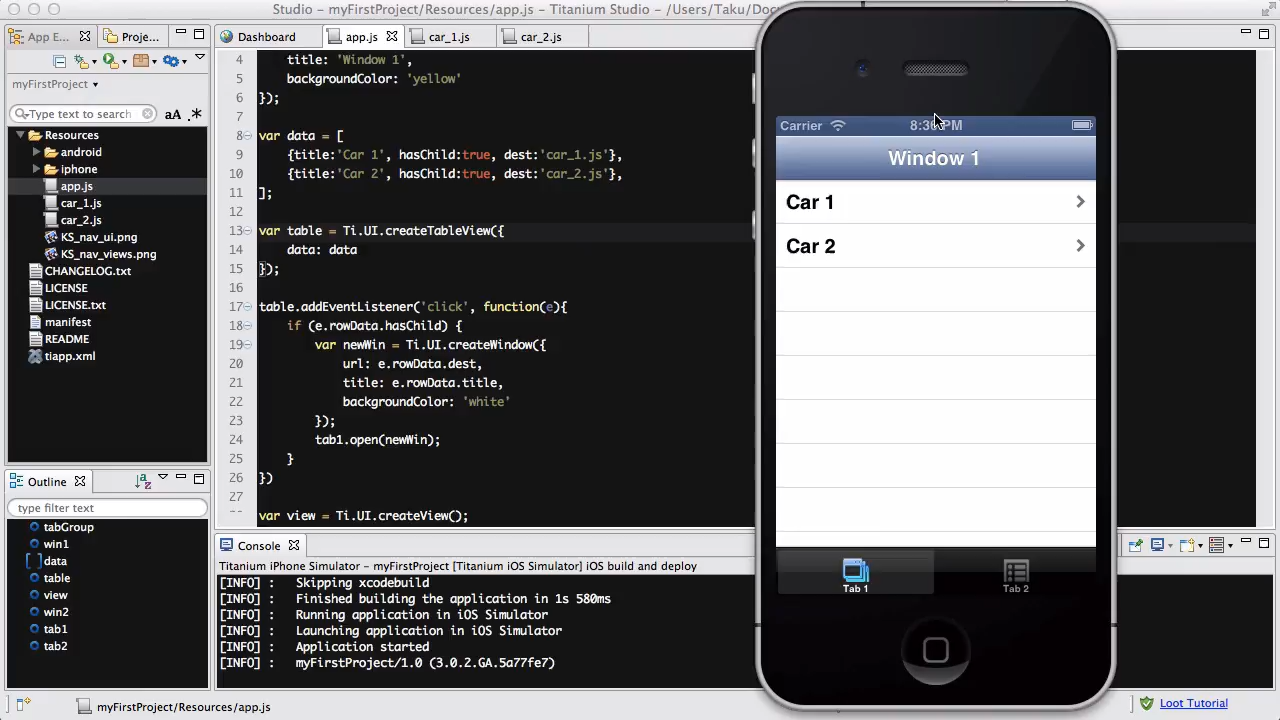 Studio – myFirstProject/Resources/app.js – Titanium Studio – /Users/Taku/Doc
App E...
Proje...
Dashboard
app.js
car_1.js
car_2.js
myFirstProject
Type to search
aA .*
Resources
android
iphone
app.js
car_1.js
car_2.js
KS_nav_ui.png
CHANGELOG.txt
LICENSE
LICENSE.txt
manifest
README
tiapp.xml
4 title: 'Window 1',
5 backgroundColor: 'yellow'
6 });
7
8 var data = [
9 {title:'Car 1', hasChild:true, dest:'car_1.js'},
10 {title:'Car 2', hasChild:true, dest:'car_2.js'},
11 ];
12
13 var table = Ti.UI.createTableView({
14 data: data
15 });
16
17 table.addEventListener('click', function(e){
18 if (e.rowData.hasChild) {
19 var newWin = Ti.UI.createWindow({
20 url: e.rowData.dest,
21 title: e.rowData.title,
22 backgroundColor: 'white'
23 });
24 tab1.open(newWin);
25 }
26 })
27
var view = Ti.UI.createView();
Carrier PM
Window 1
Car 1
Car 2
Tab 1
Tab 2
Outline
type filter text
tabGroup
win1
data
table
view
win2
tab1
tab2
Console
Titanium iPhone Simulator - myFirstProject [Titanium iOS Simulator] iOS build and deploy
[INFO] : Skipping xcodebuild
[INFO] : Finished building the application in 1s 580ms
[INFO] : Runing application in iOS Simulator
[INFO] : Launching application in iOS Simulator
[INFO] : Application started
[INFO] : myFirstProject/1.0 (3.0.2.GA.5a77fe7)
myFirstProject/Resources/app.js
Loot Tutorial